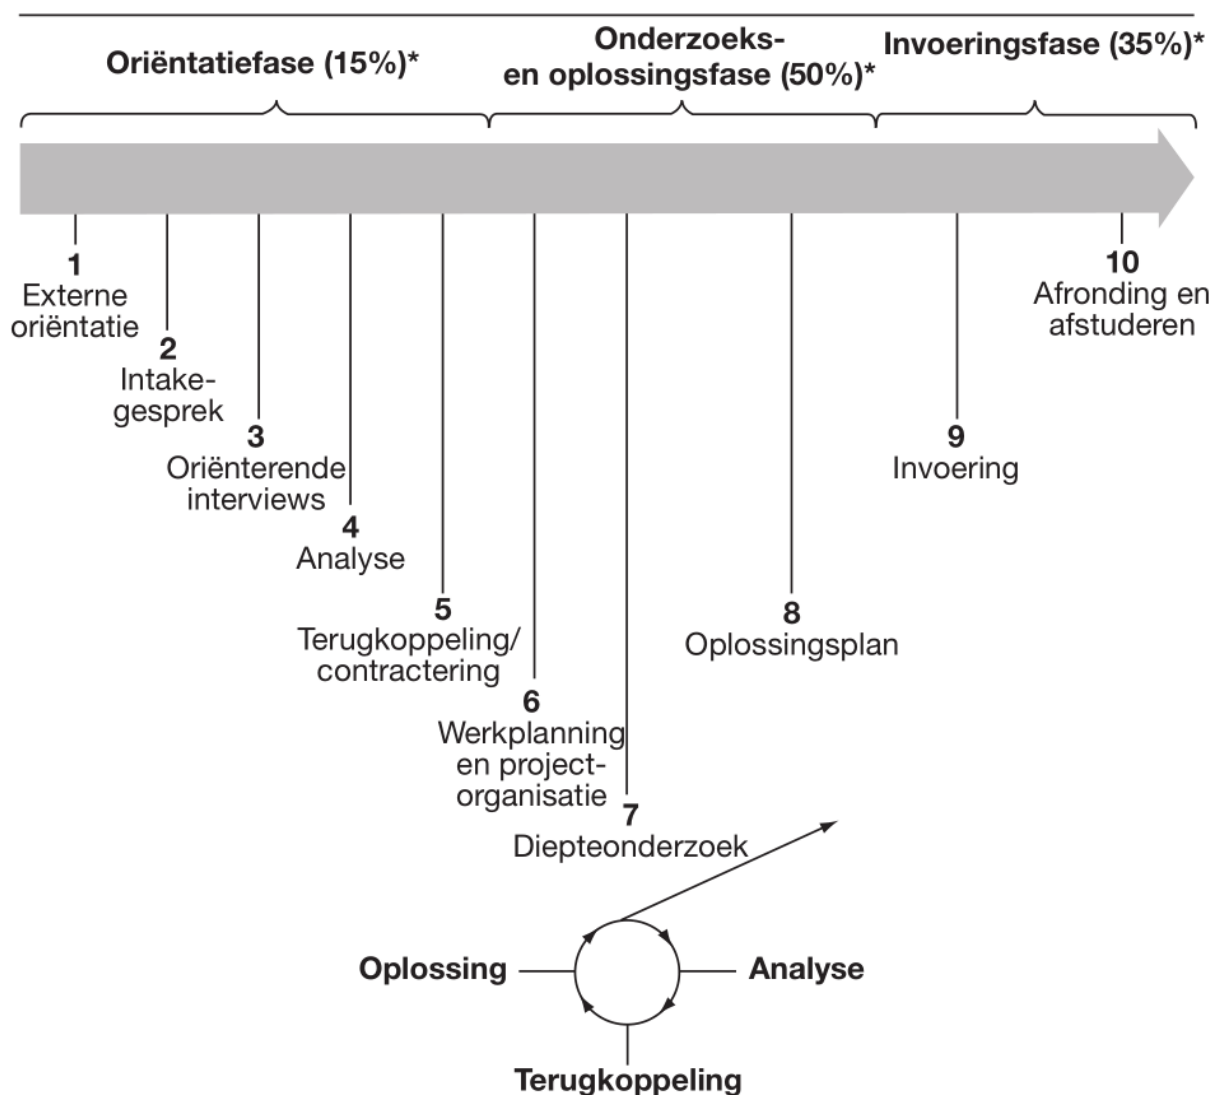 Oriëntatiefase (15%)*
Onderzoeks-
en oplossingsfase (50%)*
Invoeringsfase (35%)*
1
Externe
oriëntatie
2
Intake-
gesprek
3
Oriënterende
interviews
4
Analyse
5
Terugkoppeling/
contractering
6
Werkplanning
en project-
organisatie
7
Diepteonderzoek
8
Oplossingsplan
9
Invoering
10
Afronding en
afstuderen
Oplossing
Analyse
Terugkoppeling